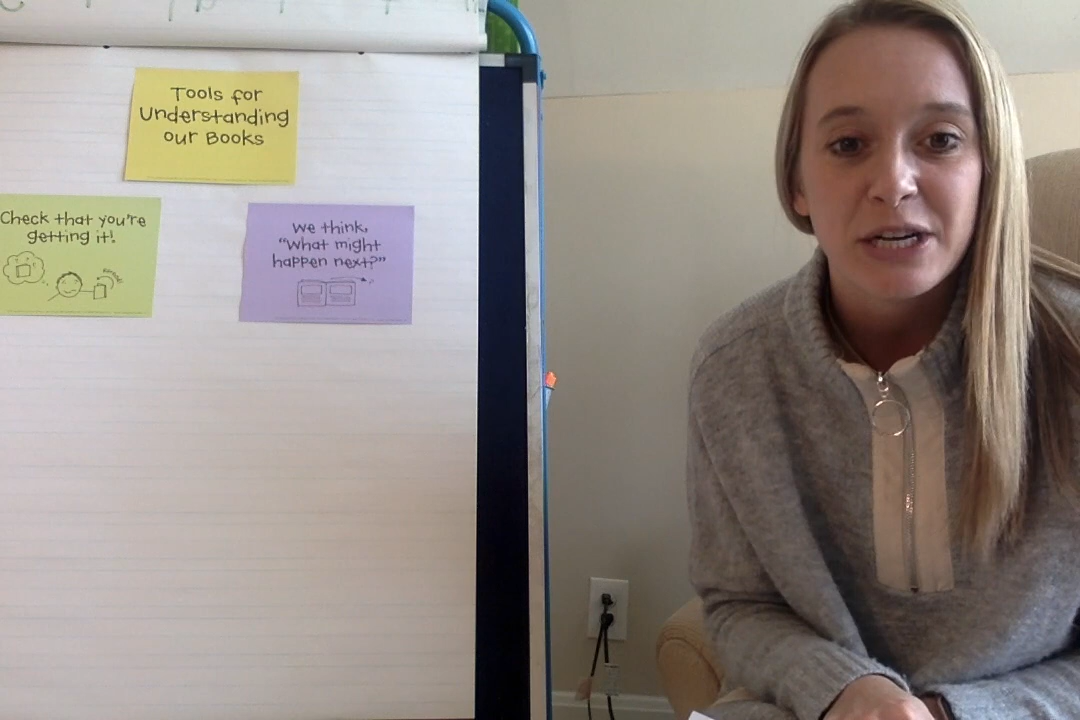 Tools for
Understanding
our Books
Check that you're
getting it!
We think,
"What might
happen next?"